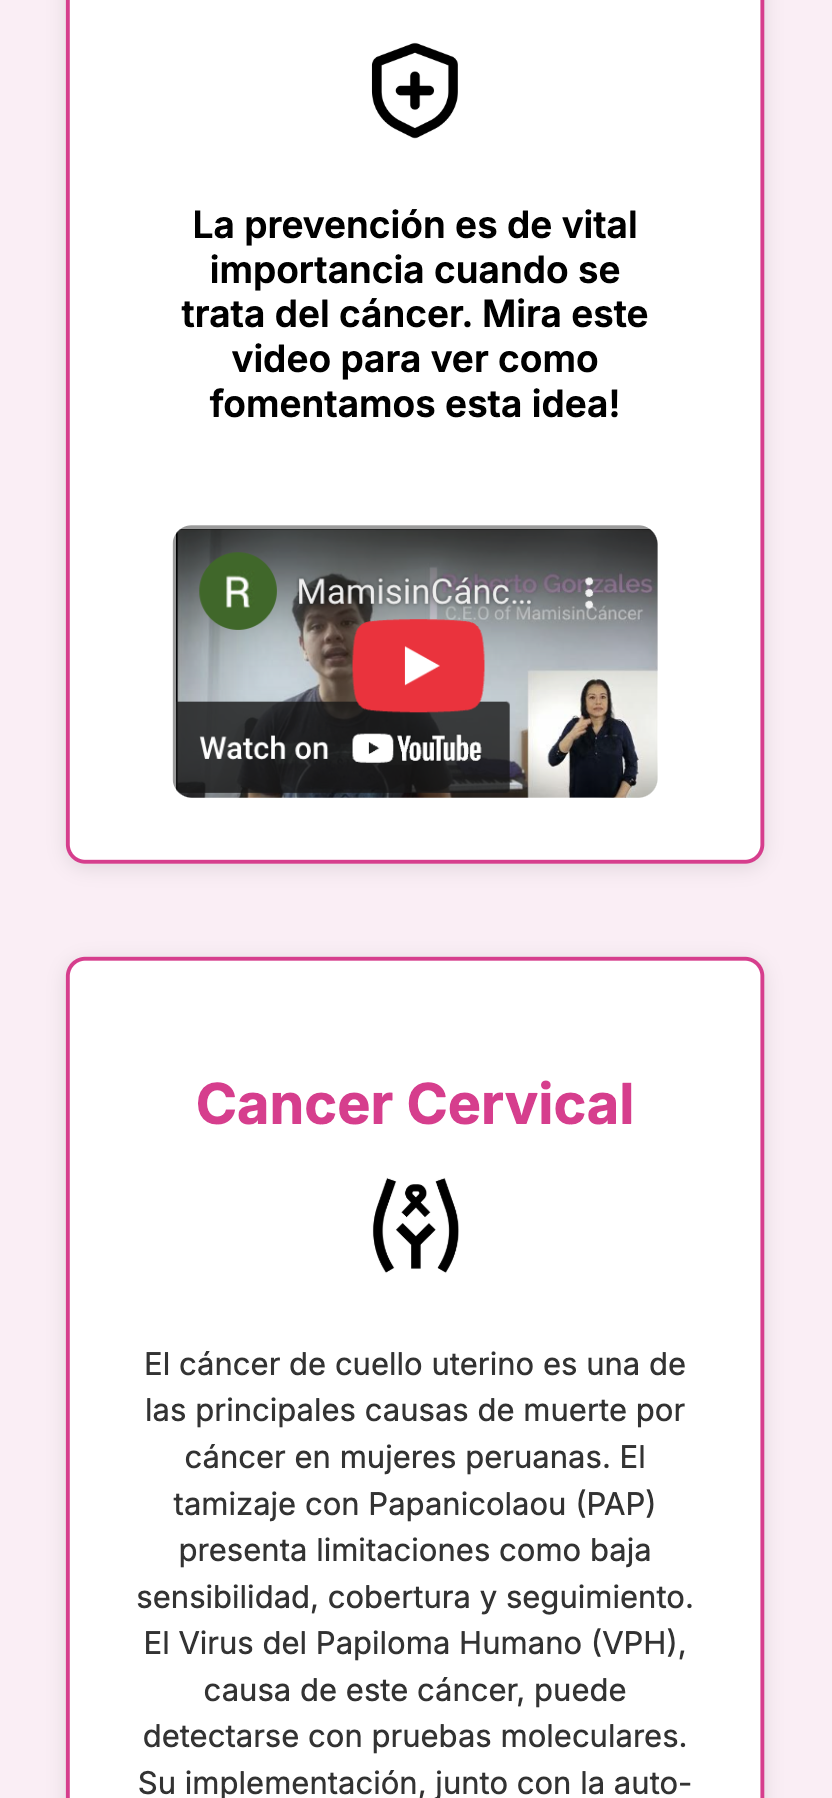 La prevención es de vital
importancia cuando se
trata del cáncer. Mira este
video para ver como
fomentamos esta idea!
R
MamisinCánc...
Roberto Gonzales
C.E.O of MamisinCáncer
Watch on YouTube
Cancer Cervical
El cáncer de cuello uterino es una de
las principales causas de muerte por
cáncer en mujeres peruanas. El
tamizaje con Papanicolaou (PAP)
presenta limitaciones como baja
sensibilidad, cobertura y seguimiento.
El Virus del Papiloma Humano (VPH),
causa de este cáncer, puede
detectarse con pruebas moleculares.
Su implementación, junto con la auto-